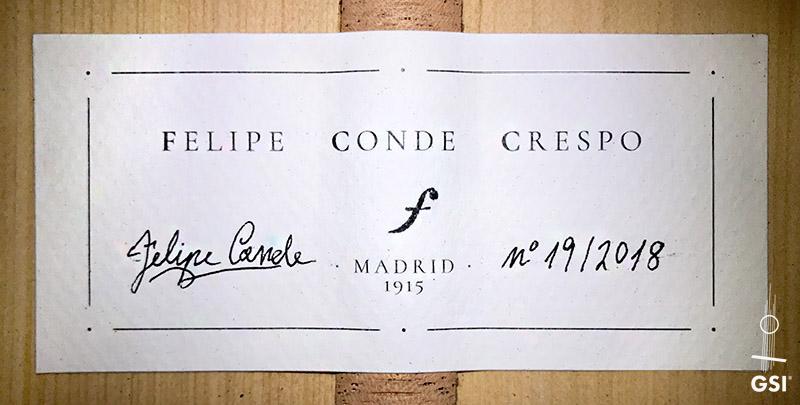 FELIPE CONDE CRESPO
f
Felipe Conde
· MADRID ·
1915
nº 19/2018
GSI®